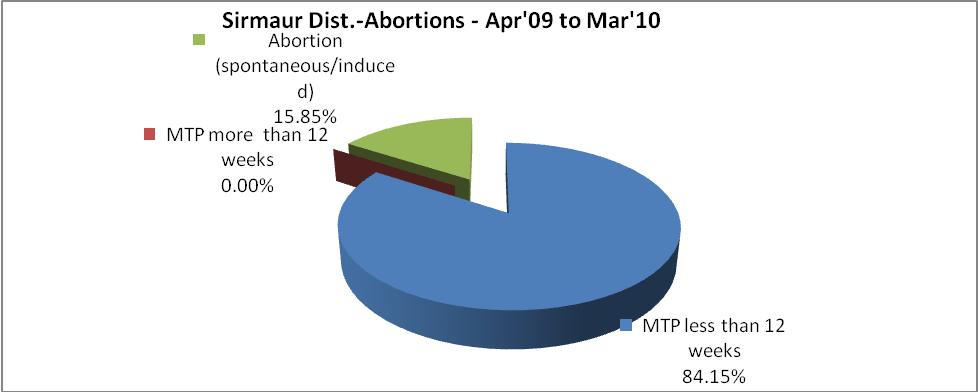 Sirmaur Dist.-Abortions - Apr'09 to Mar'10
Abortion
(spontaneous/induce
d)
15.85%
MTP more than 12
weeks
0.00%
MTP less than 12
weeks
84.15%